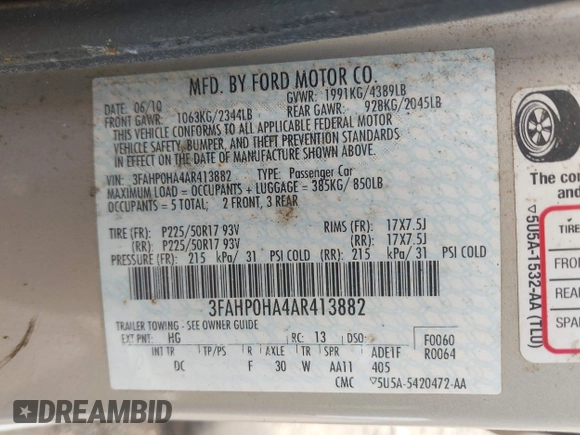 MFD. BY FORD MOTOR CO.
DATE: 06/10 GVWR: 1991KG/4389LB
FRONT GAWR: 1063KG/2344LB REAR GAWR: 928KG/2045LB
THIS VEHICLE CONFORMS TO ALL APPLICABLE FEDERAL MOTOR
VEHICLE SAFETY, BUMPER, AND THEFT PREVENTION STANDARDS
IN EFFECT ON THE DATE OF MANUFACTURE SHOWN ABOVE.
VIN: 3FAHP0HA4AR413882 TYPE: Passenger Car
MAXIMUM LOAD = OCCUPANTS + LUGGAGE = 385KG/ 850LB
OCCUPANTS = 5 TOTAL; 2 FRONT, 3 REAR
TIRE (FR): P225/50R17 93V RIMS (FR): 17X7.5J
(RR): P225/50R17 93V (RR): 17X7.5J
PRESSURE (FR): 215 kPa/ 31 PSI COLD (RR): 215 kPa/ 31 PSI COLD
3FAHP0HA4AR413882
TRAILER TOWING - SEE OWNER GUIDE
EXT PNT: HG RC: 13 DSO: F0060
INT TR TP/PS R AXLE TR SPR ADE1F R0064
DC F 30 W AA11 405
CMC ▽5U5A-5420472-AA
The co
TIRE
FRON
REA
SPA
▽5U5A-1532-AA (TL0)
DREAMBID